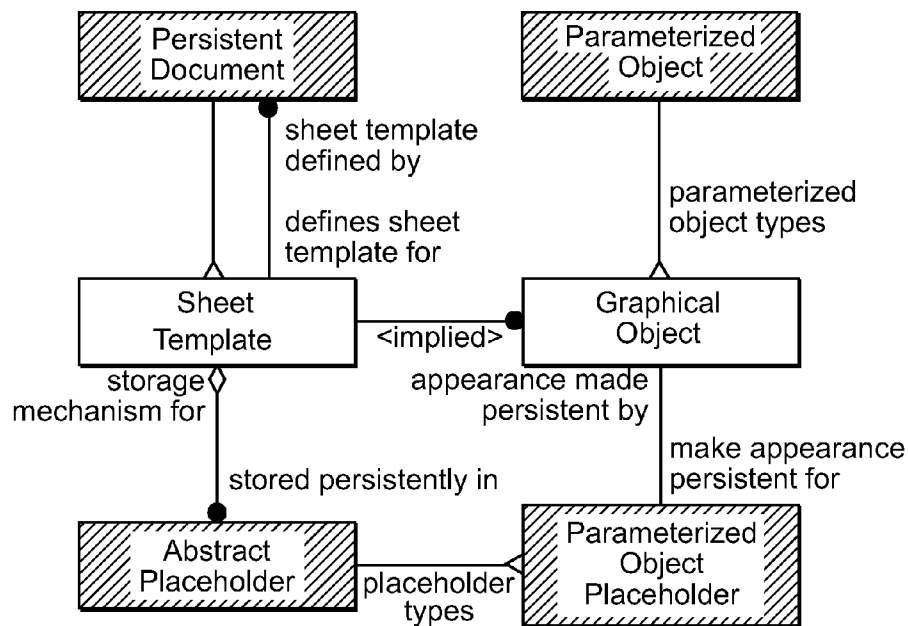 Persistent
Document
Parameterized
Object
sheet template
defined by
parameterized
object types
defines sheet
template for
Sheet
Template
<implied>
Graphical
Object
storage
mechanism for
appearance made
persistent by
make appearance
persistent for
stored persistently in
Abstract
Placeholder
placeholder
types
Parameterized
Object
Placeholder